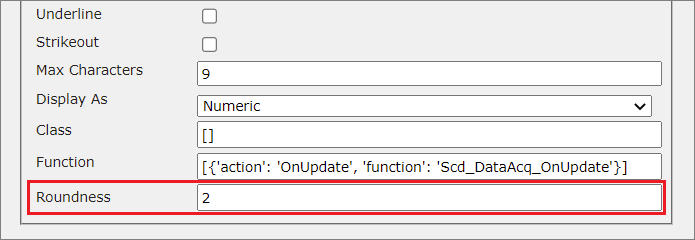 Underline
Strikeout
Max Characters 9
Display As Numeric
Class []
Function [{'action': 'OnUpdate', 'function': 'Scd_DataAcq_OnUpdate'}]
Roundness 2